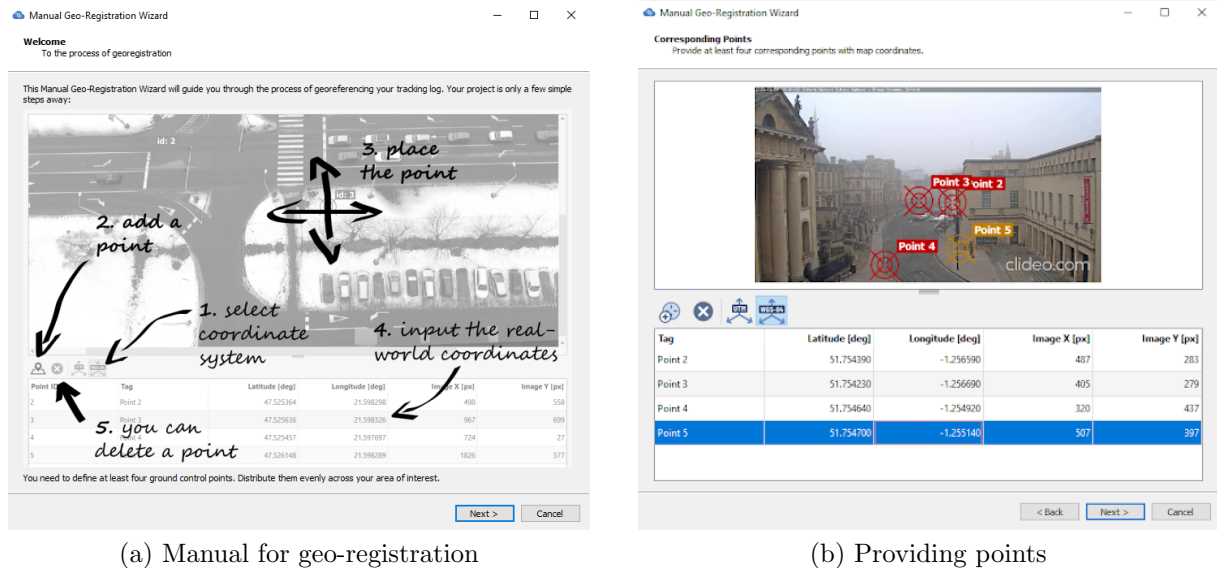 Manual Geo-Registration Wizard
Welcome
To the process of georegistration
This Manual Geo-Registration Wizard will guide you through the process of georeferencing your tracking log. Your project is only a few simple
steps away:
id: 2
3. place
the point
id: 3
2. add a
point
1. select
coordinate
system
4. input the real-
world coordinates
Point ID Tag Latitude [deg] Longitude [deg] Image X [px] Image Y [px]
2 Point 2 47.525364 21.598298 498 558
3 Point 3 47.525636 21.598326 967 699
4 Point 4 47.525457 21.597697 724 27
5 47.526148 21.598289 1826 577
5. you can
delete a point
You need to define at least four ground control points. Distribute them evenly across your area of interest.
Next > Cancel
(a) Manual for geo-registration
Manual Geo-Registration Wizard
Corresponding Points
Provide at least four corresponding points with map coordinates.
Point 3 oint 2
Point 5
Point 4
clideo.com
UTM WGS-84
Tag Latitude [deg] Longitude [deg] Image X [px] Image Y [px]
Point 2 51.754390 -1.256590 487 283
Point 3 51.754230 -1.256690 405 279
Point 4 51.754640 -1.254920 320 437
Point 5 51.754700 -1.255140 507 397
< Back Next > Cancel
(b) Providing points